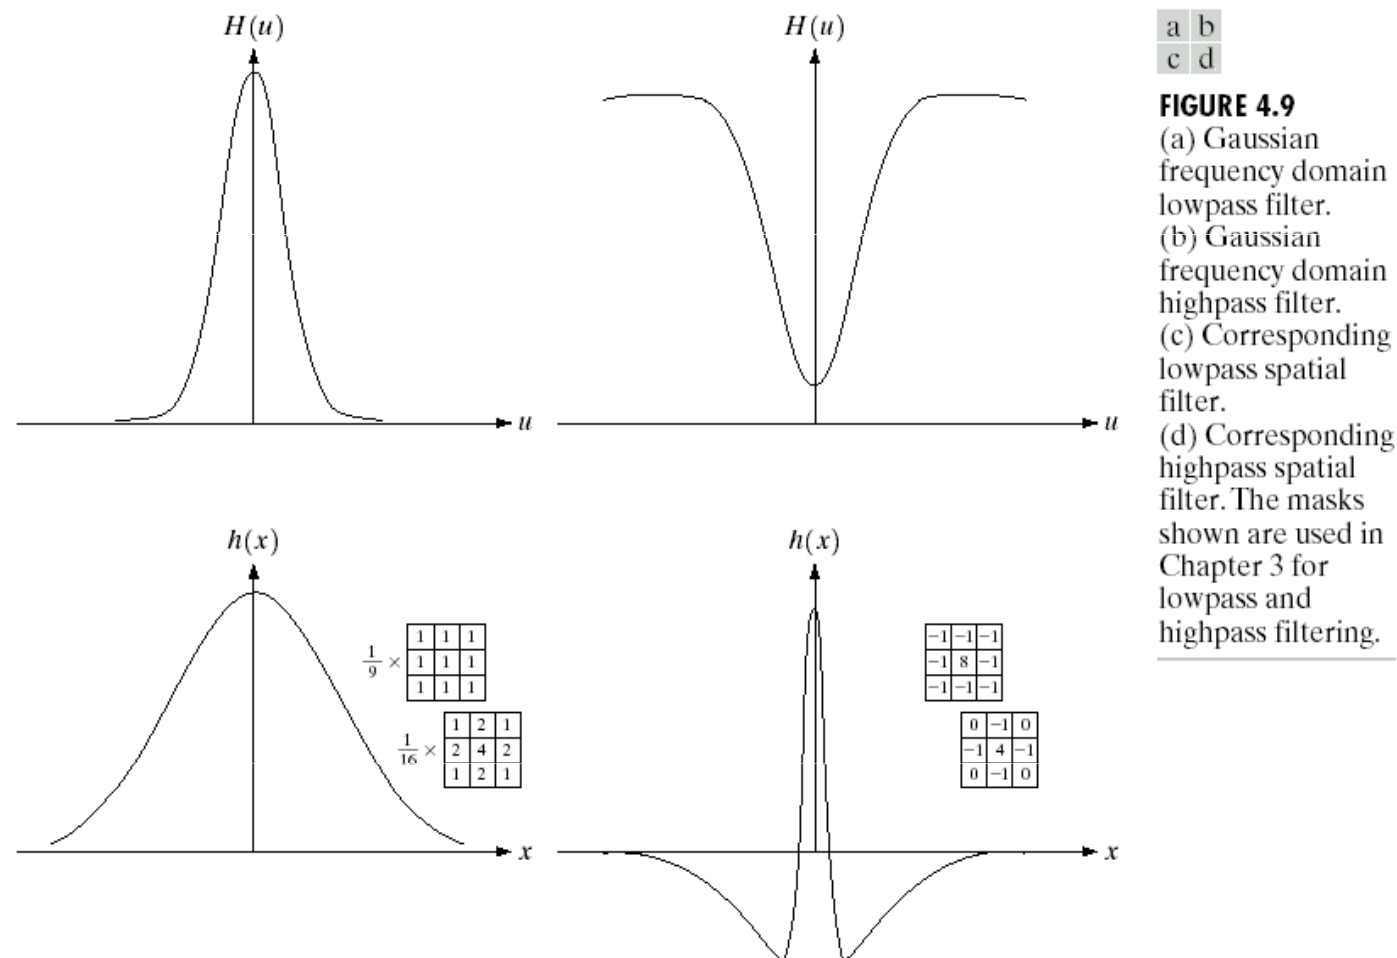 H(u)
u
H(u)
u
a b
c d
FIGURE 4.9
(a) Gaussian
frequency domain
lowpass filter.
(b) Gaussian
frequency domain
highpass filter.
(c) Corresponding
lowpass spatial
filter.
(d) Corresponding
highpass spatial
filter. The masks
shown are used in
Chapter 3 for
lowpass and
highpass filtering.
h(x)
x
1/9 ×
1 1 1
1 1 1
1 1 1
1/16 ×
1 2 1
2 4 2
1 2 1
h(x)
x
−1 −1 −1
−1 8 −1
−1 −1 −1
0 −1 0
−1 4 −1
0 −1 0